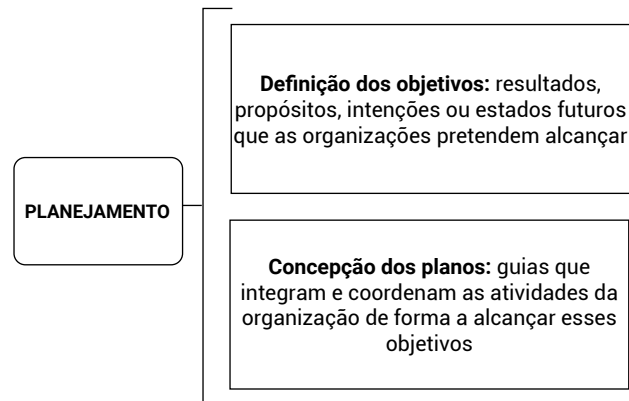 PLANEJAMENTO
Definição dos objetivos: resultados,
propósitos, intenções ou estados futuros
que as organizações pretendem alcançar
Concepção dos planos: guias que
integram e coordenam as atividades da
organização de forma a alcançar esses
objetivos